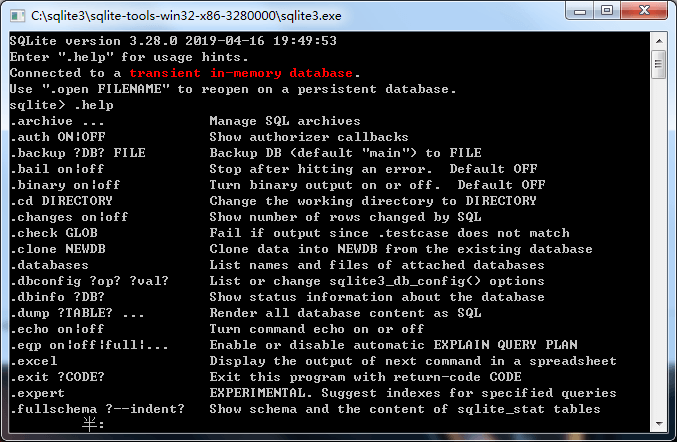 C:\sqlite3\sqlite-tools-win32-x86-3280000\sqlite3.exe
SQLite version 3.28.0 2019-04-16 19:49:53
Enter ".help" for usage hints.
Connected to a transient in-memory database.
Use ".open FILENAME" to reopen on a persistent database.
sqlite> .help
.archive ...             Manage SQL archives
.auth ON|OFF             Show authorizer callbacks
.backup ?DB? FILE        Backup DB (default "main") to FILE
.bail on|off             Stop after hitting an error.  Default OFF
.binary on|off           Turn binary output on or off.  Default OFF
.cd DIRECTORY            Change the working directory to DIRECTORY
.changes on|off          Show number of rows changed by SQL
.check GLOB              Fail if output since .testcase does not match
.clone NEWDB             Clone data into NEWDB from the existing database
.databases               List names and files of attached databases
.dbconfig ?op? ?val?     List or change sqlite3_db_config() options
.dbinfo ?DB?             Show status information about the database
.dump ?TABLE? ...        Render all database content as SQL
.echo on|off             Turn command echo on or off
.eqp on|off|full|...     Enable or disable automatic EXPLAIN QUERY PLAN
.excel                   Display the output of next command in a spreadsheet
.exit ?CODE?             Exit this program with return-code CODE
.expert                  EXPERIMENTAL. Suggest indexes for specified queries
.fullschema ?--indent?   Show schema and the content of sqlite_stat tables
半: